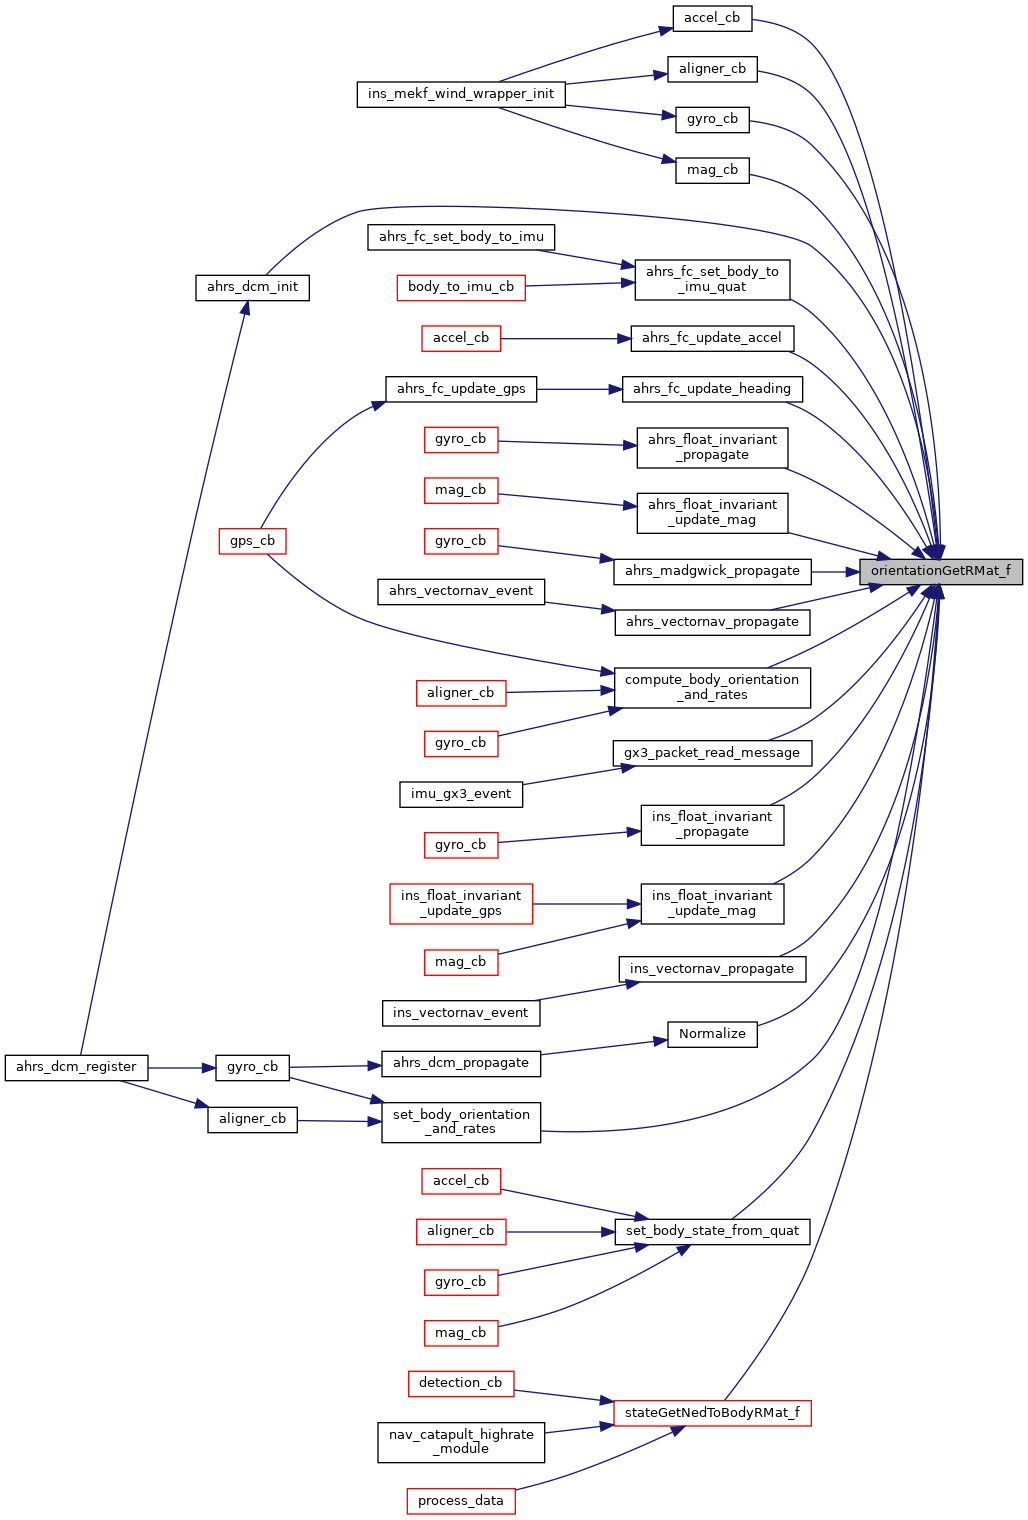 accel_cb
aligner_cb
ins_mekf_wind_wrapper_init
gyro_cb
mag_cb
ahrs_fc_set_body_to_imu
ahrs_fc_set_body_to
_imu_quat
ahrs_dcm_init
body_to_imu_cb
accel_cb
ahrs_fc_update_accel
ahrs_fc_update_gps
ahrs_fc_update_heading
gyro_cb
ahrs_float_invariant
_propagate
mag_cb
ahrs_float_invariant
_update_mag
gps_cb
gyro_cb
ahrs_madgwick_propagate
orientationGetRMat_f
ahrs_vectornav_event
ahrs_vectornav_propagate
compute_body_orientation
_and_rates
aligner_cb
gyro_cb
gx3_packet_read_message
imu_gx3_event
ins_float_invariant
_propagate
gyro_cb
ins_float_invariant
_update_gps
ins_float_invariant
_update_mag
mag_cb
ins_vectornav_propagate
ins_vectornav_event
Normalize
ahrs_dcm_register
gyro_cb
ahrs_dcm_propagate
aligner_cb
set_body_orientation
_and_rates
accel_cb
aligner_cb
set_body_state_from_quat
gyro_cb
mag_cb
detection_cb
stateGetNedToBodyRMat_f
nav_catapult_highrate
_module
process_data